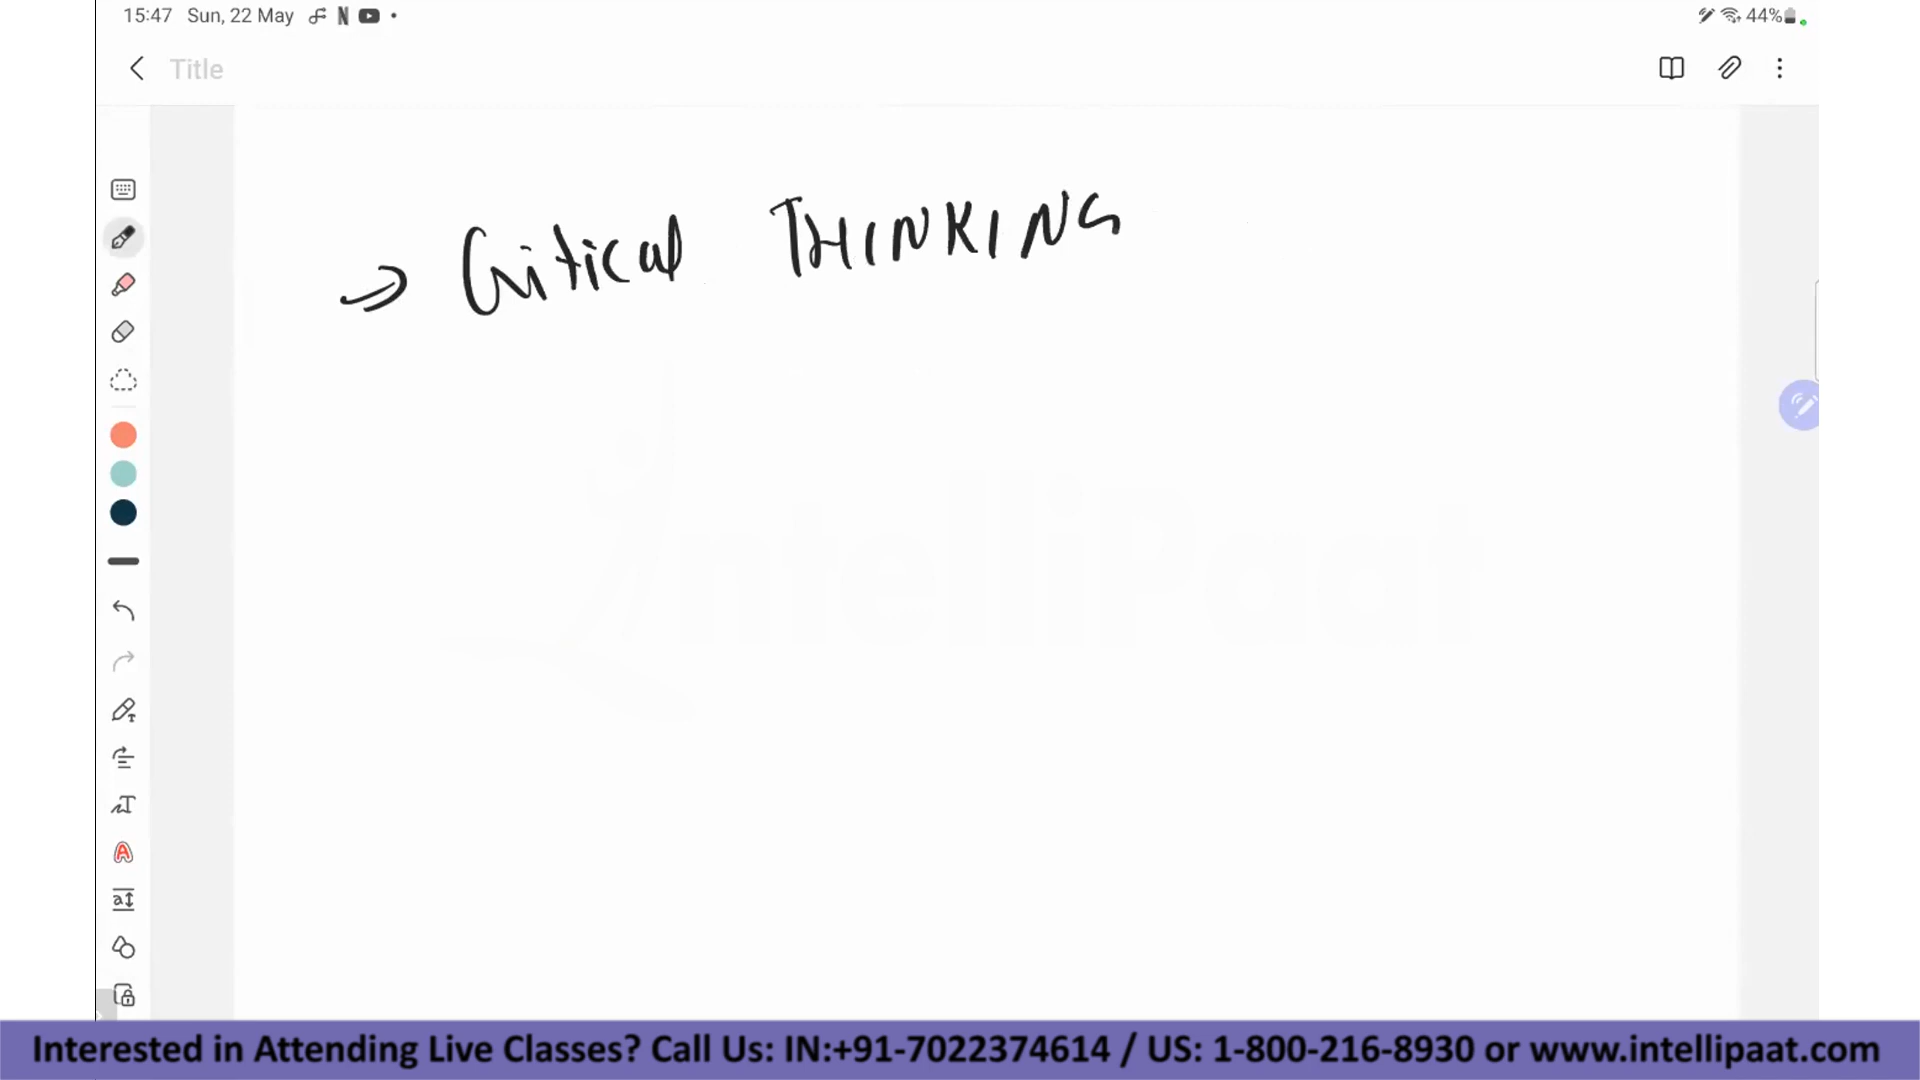 15:47 Sun, 22 May N 44%
Title
Critical THINKING
IntelliPaat
Interested in Attending Live Classes? Call Us: IN:+91-7022374614 / US: 1-800-216-8930 or www.intellipaat.com